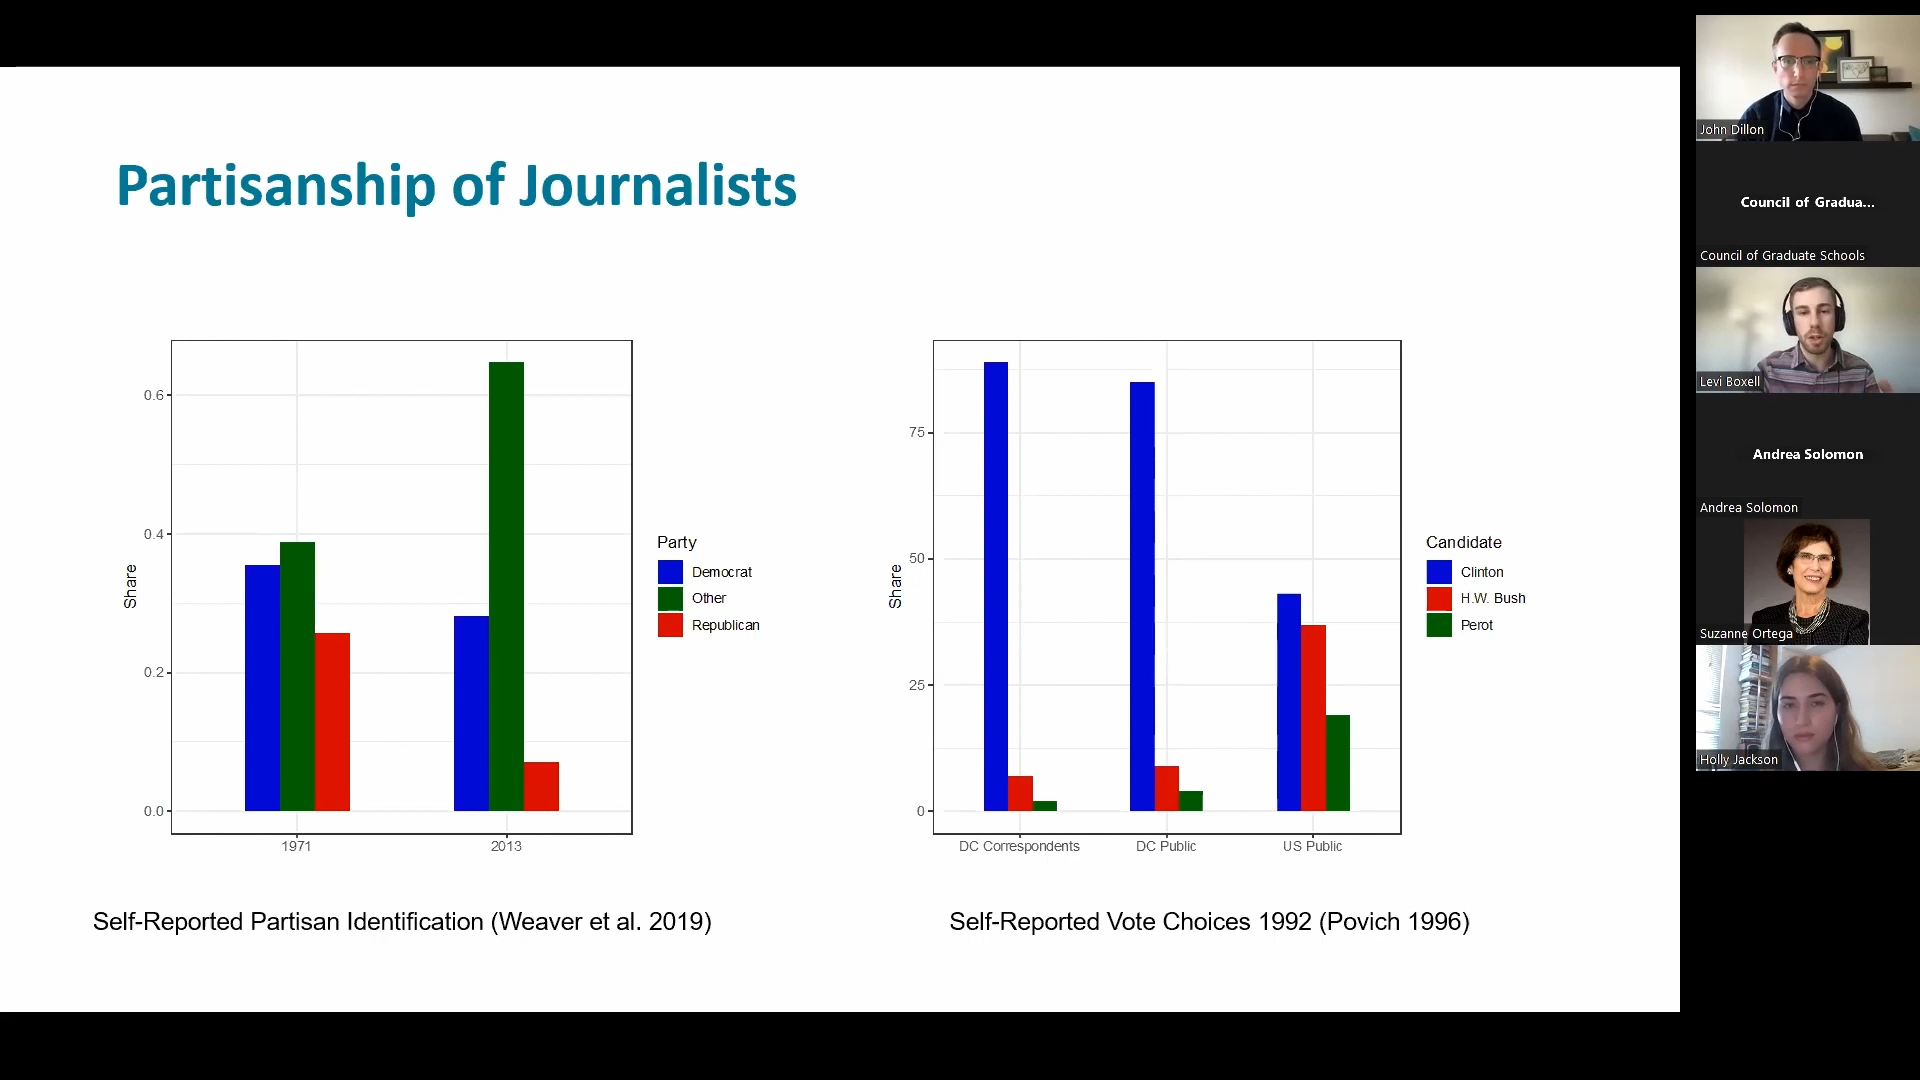 Partisanship of Journalists
0.6
0.4
0.2
0.0
Share
1971
2013
Party
Democrat
Other
Republican
Self-Reported Partisan Identification (Weaver et al. 2019)
75
50
25
0
Share
DC Correspondents
DC Public
US Public
Candidate
Clinton
H.W. Bush
Perot
Self-Reported Vote Choices 1992 (Povich 1996)
John Dillon
Council of Gradua...
Council of Graduate Schools
Levi Boxell
Andrea Solomon
Andrea Solomon
Suzanne Ortega
Holly Jackson